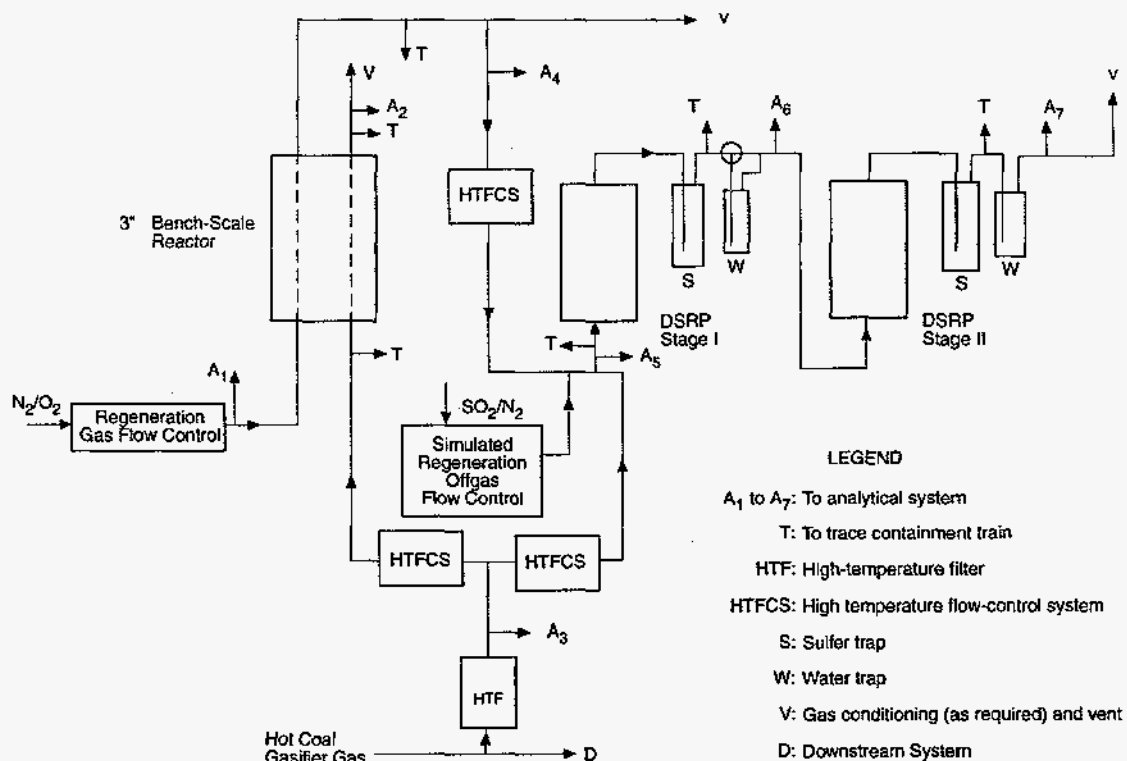 V
T
A4
V
A2
T
HTFCS
3" Bench-Scale
Reactor
T
A6
S
W
T
A7
V
S
W
DSRP
Stage I
DSRP
Stage II
T
A5
T
A1
N2/O2
Regeneration
Gas Flow Control
SO2/N2
Simulated
Regeneration
Offgas
Flow Control
HTFCS
HTFCS
A3
HTF
Hot Coal
Gasifier Gas
D
LEGEND
A1 to A7: To analytical system
T: To trace containment train
HTF: High-temperature filter
HTFCS: High temperature flow-control system
S: Sulfer trap
W: Water trap
V: Gas conditioning (as required) and vent
D: Downstream System